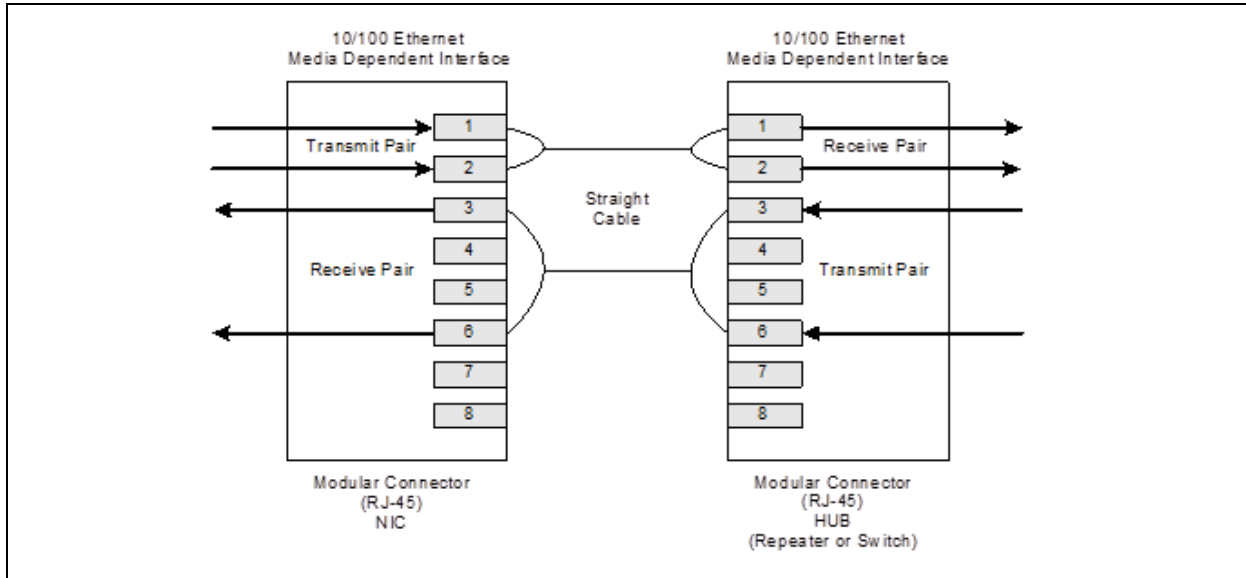 10/100 Ethernet
Media Dependent Interface
10/100 Ethernet
Media Dependent Interface
1
Transmit Pair
2
3
4
Receive Pair
5
6
7
8
Straight
Cable
1
Receive Pair
2
3
4
Transmit Pair
5
6
7
8
Modular Connector
(RJ-45)
NIC
Modular Connector
(RJ-45)
HUB
(Repeater or Switch)